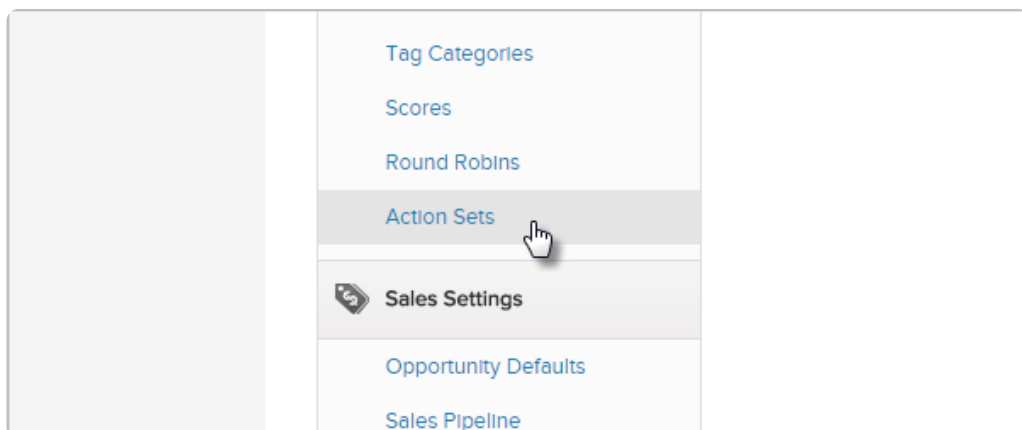 Tag Categories
Scores
Round Robins
Action Sets
Sales Settings
Opportunity Defaults
Sales Pipeline